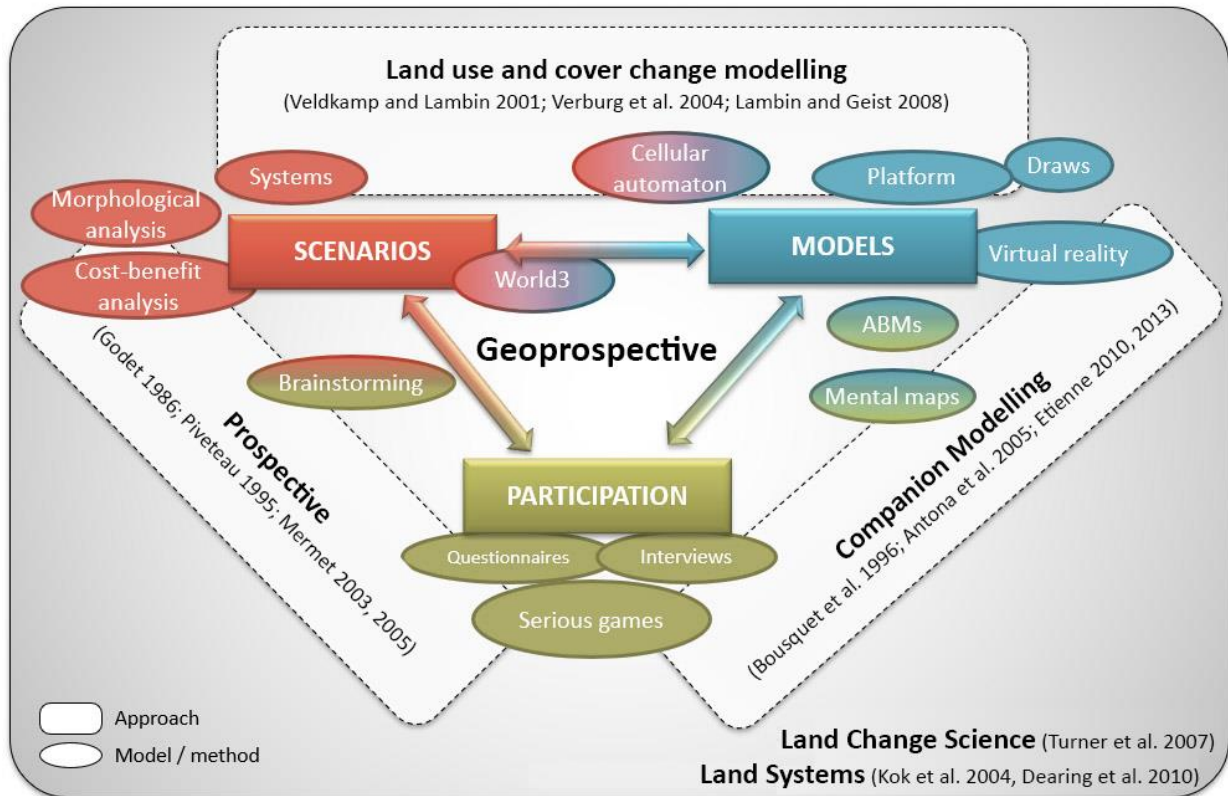 Land use and cover change modelling
(Veldkamp and Lambin 2001; Verburg et al. 2004; Lambin and Geist 2008)
Systems
Cellular
automaton
Platform
Draws
Morphological
analysis
SCENARIOS
MODELS
Cost-benefit
analysis
World3
Virtual reality
Geoprospective
ABMs
Brainstorming
Mental maps
Prospective
(Godet 1986; Piveteau 1995; Mermet 2003, 2005)
Companion Modelling
(Bousquet et al. 1996; Antona et al. 2005; Etienne 2010, 2013)
PARTICIPATION
Questionnaires
Interviews
Serious games
Approach
Model / method
Land Change Science (Turner et al. 2007)
Land Systems (Kok et al. 2004, Dearing et al. 2010)